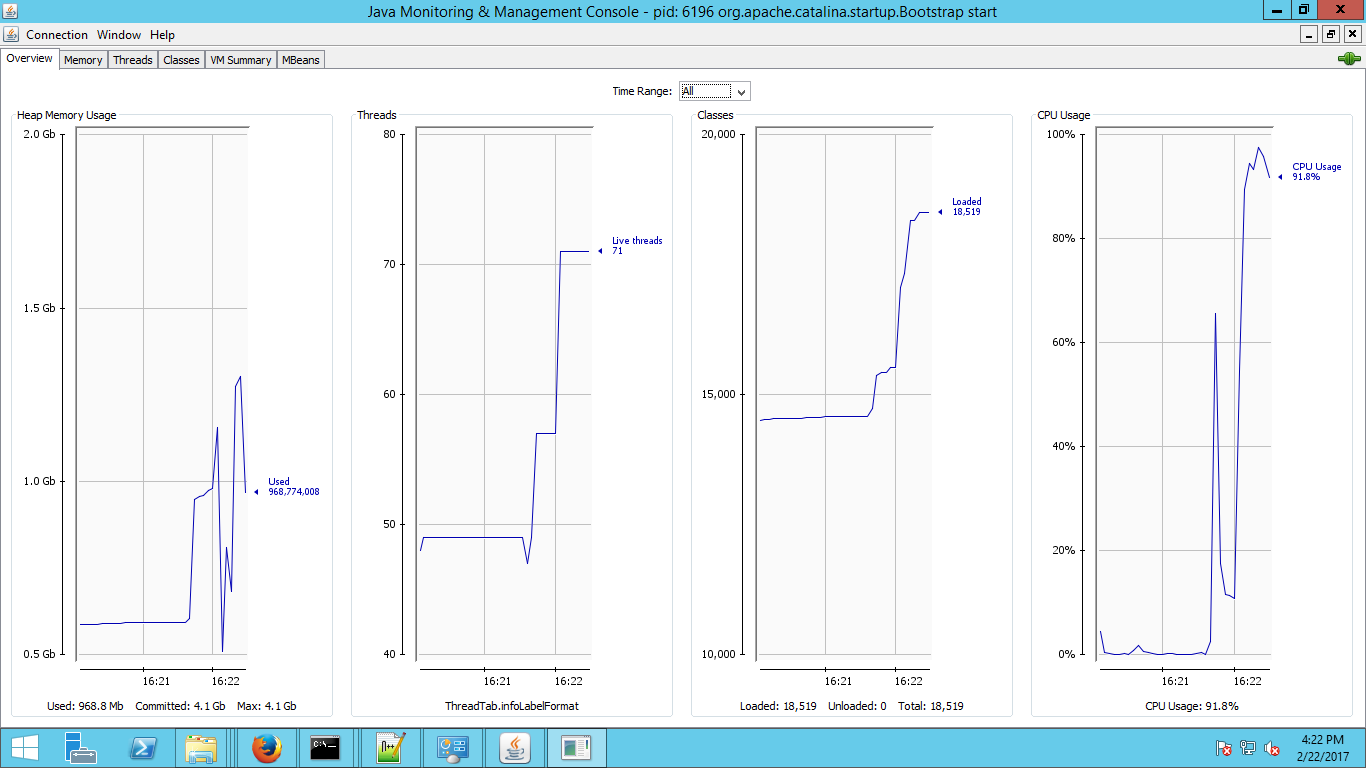 Java Monitoring & Management Console - pid: 6196 org.apache.catalina.startup.Bootstrap start
Connection Window Help
Overview Memory Threads Classes VM Summary MBeans
Time Range: All
Heap Memory Usage
2.0 Gb
1.5 Gb
1.0 Gb
0.5 Gb
Used
968,774,008
16:21 16:22
Used: 968.8 Mb Committed: 4.1 Gb Max: 4.1 Gb
Threads
80
70
60
50
40
Live threads
71
16:21 16:22
ThreadTab.infoLabelFormat
Classes
20,000
15,000
10,000
Loaded
18,519
16:21 16:22
Loaded: 18,519 Unloaded: 0 Total: 18,519
CPU Usage
100%
80%
60%
40%
20%
0%
CPU Usage
91.8%
16:21 16:22
CPU Usage: 91.8%
C:\_
4:22 PM
2/22/2017